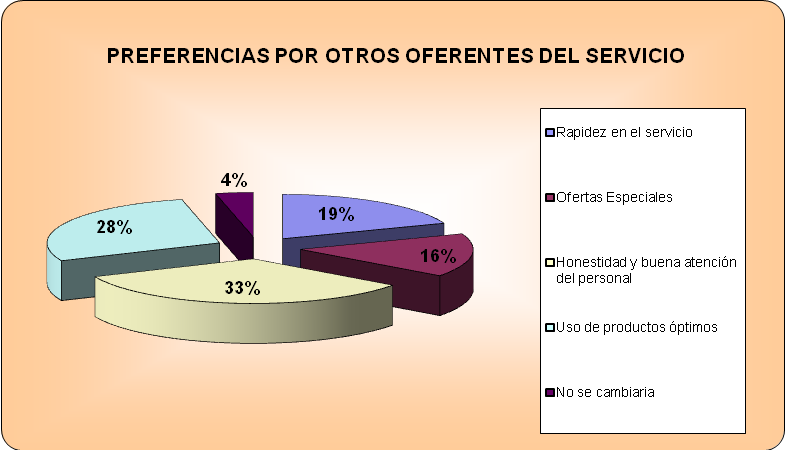 PREFERENCIAS POR OTROS OFERENTES DEL SERVICIO
4%
19%
28%
16%
33%
Rapidez en el servicio
Ofertas Especiales
Honestidad y buena atención
del personal
Uso de productos óptimos
No se cambiaria